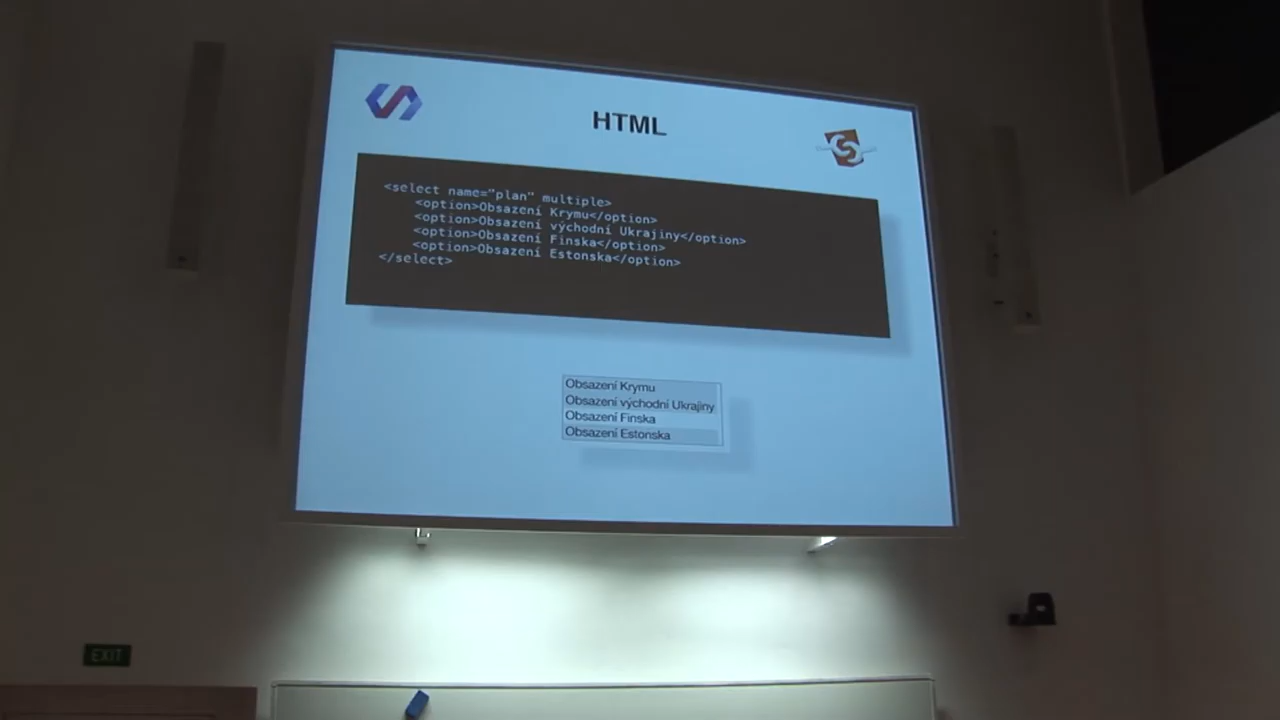 HTML
<select name="plan" multiple>
<option>Obsazení Krymu</option>
<option>Obsazení východní Ukrajiny</option>
<option>Obsazení Finska</option>
<option>Obsazení Estonska</option>
</select>
Obsazení Krymu
Obsazení východní Ukrajiny
Obsazení Finska
Obsazení Estonska
EXIT